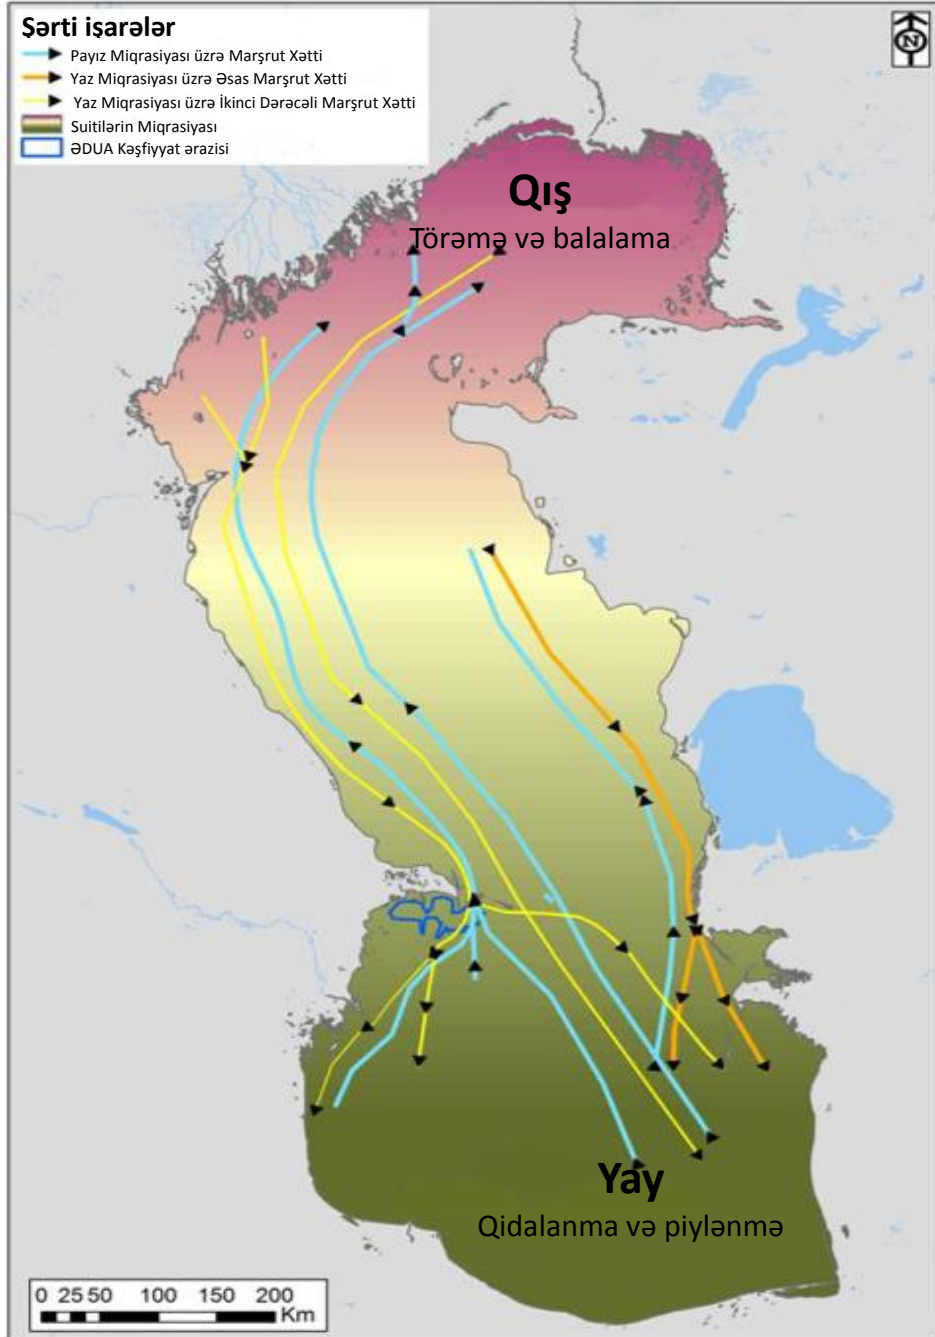 Şərti işarələr
Payız Miqrasiyası üzrə Marşrut Xətti
Yaz Miqrasiyası üzrə Əsas Marşrut Xətti
Yaz Miqrasiyası üzrə İkinci Dərəcəli Marşrut Xətti
Suitilərin Miqrasiyası
ƏDUA Kəşfiyyat ərazisi
N
Qış
Törəmə və balalama
Yay
Qidalanma və piylənmə
0 25 50 100 150 200
Km